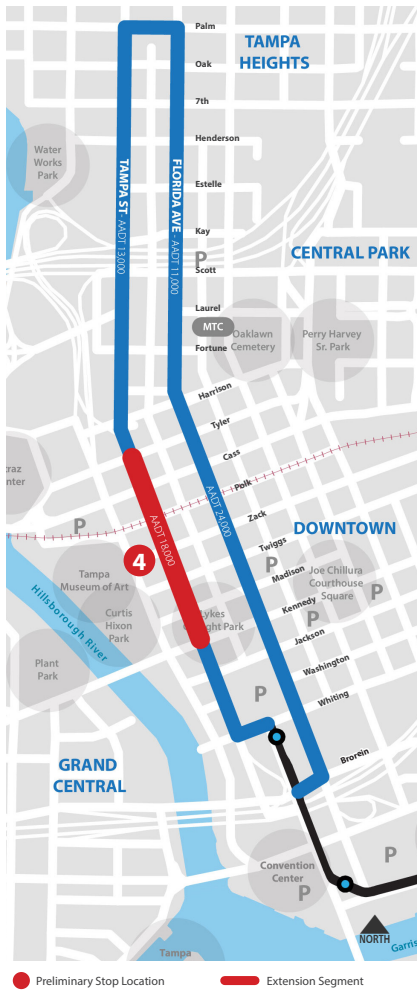 Palm
TAMPA
HEIGHTS
Oak
7th
Henderson
Water
Works
Park
Estelle
TAMPA ST - AADT 13,000
FLORIDA AVE - AADT 11,000
Kay
P
CENTRAL PARK
Scott
Laurel
MTC
Oaklawn
Cemetery
Perry Harvey
Sr. Park
Fortune
Harrison
Tyler
Cass
Polk
AADT 24,000
Zack
AADT 18,000
P
DOWNTOWN
Twiggs
4
P
Madison
Joe Chillura
Courthouse
Square
P
Tampa
Museum of Art
Curtis
Hixon
Park
Kennedy
P
Hillsborough River
Jackson
Plant
Park
Washington
P
Whiting
GRAND
CENTRAL
Brorein
Convention
Center
P
P
P
NORTH
Tampa
Preliminary Stop Location
Extension Segment